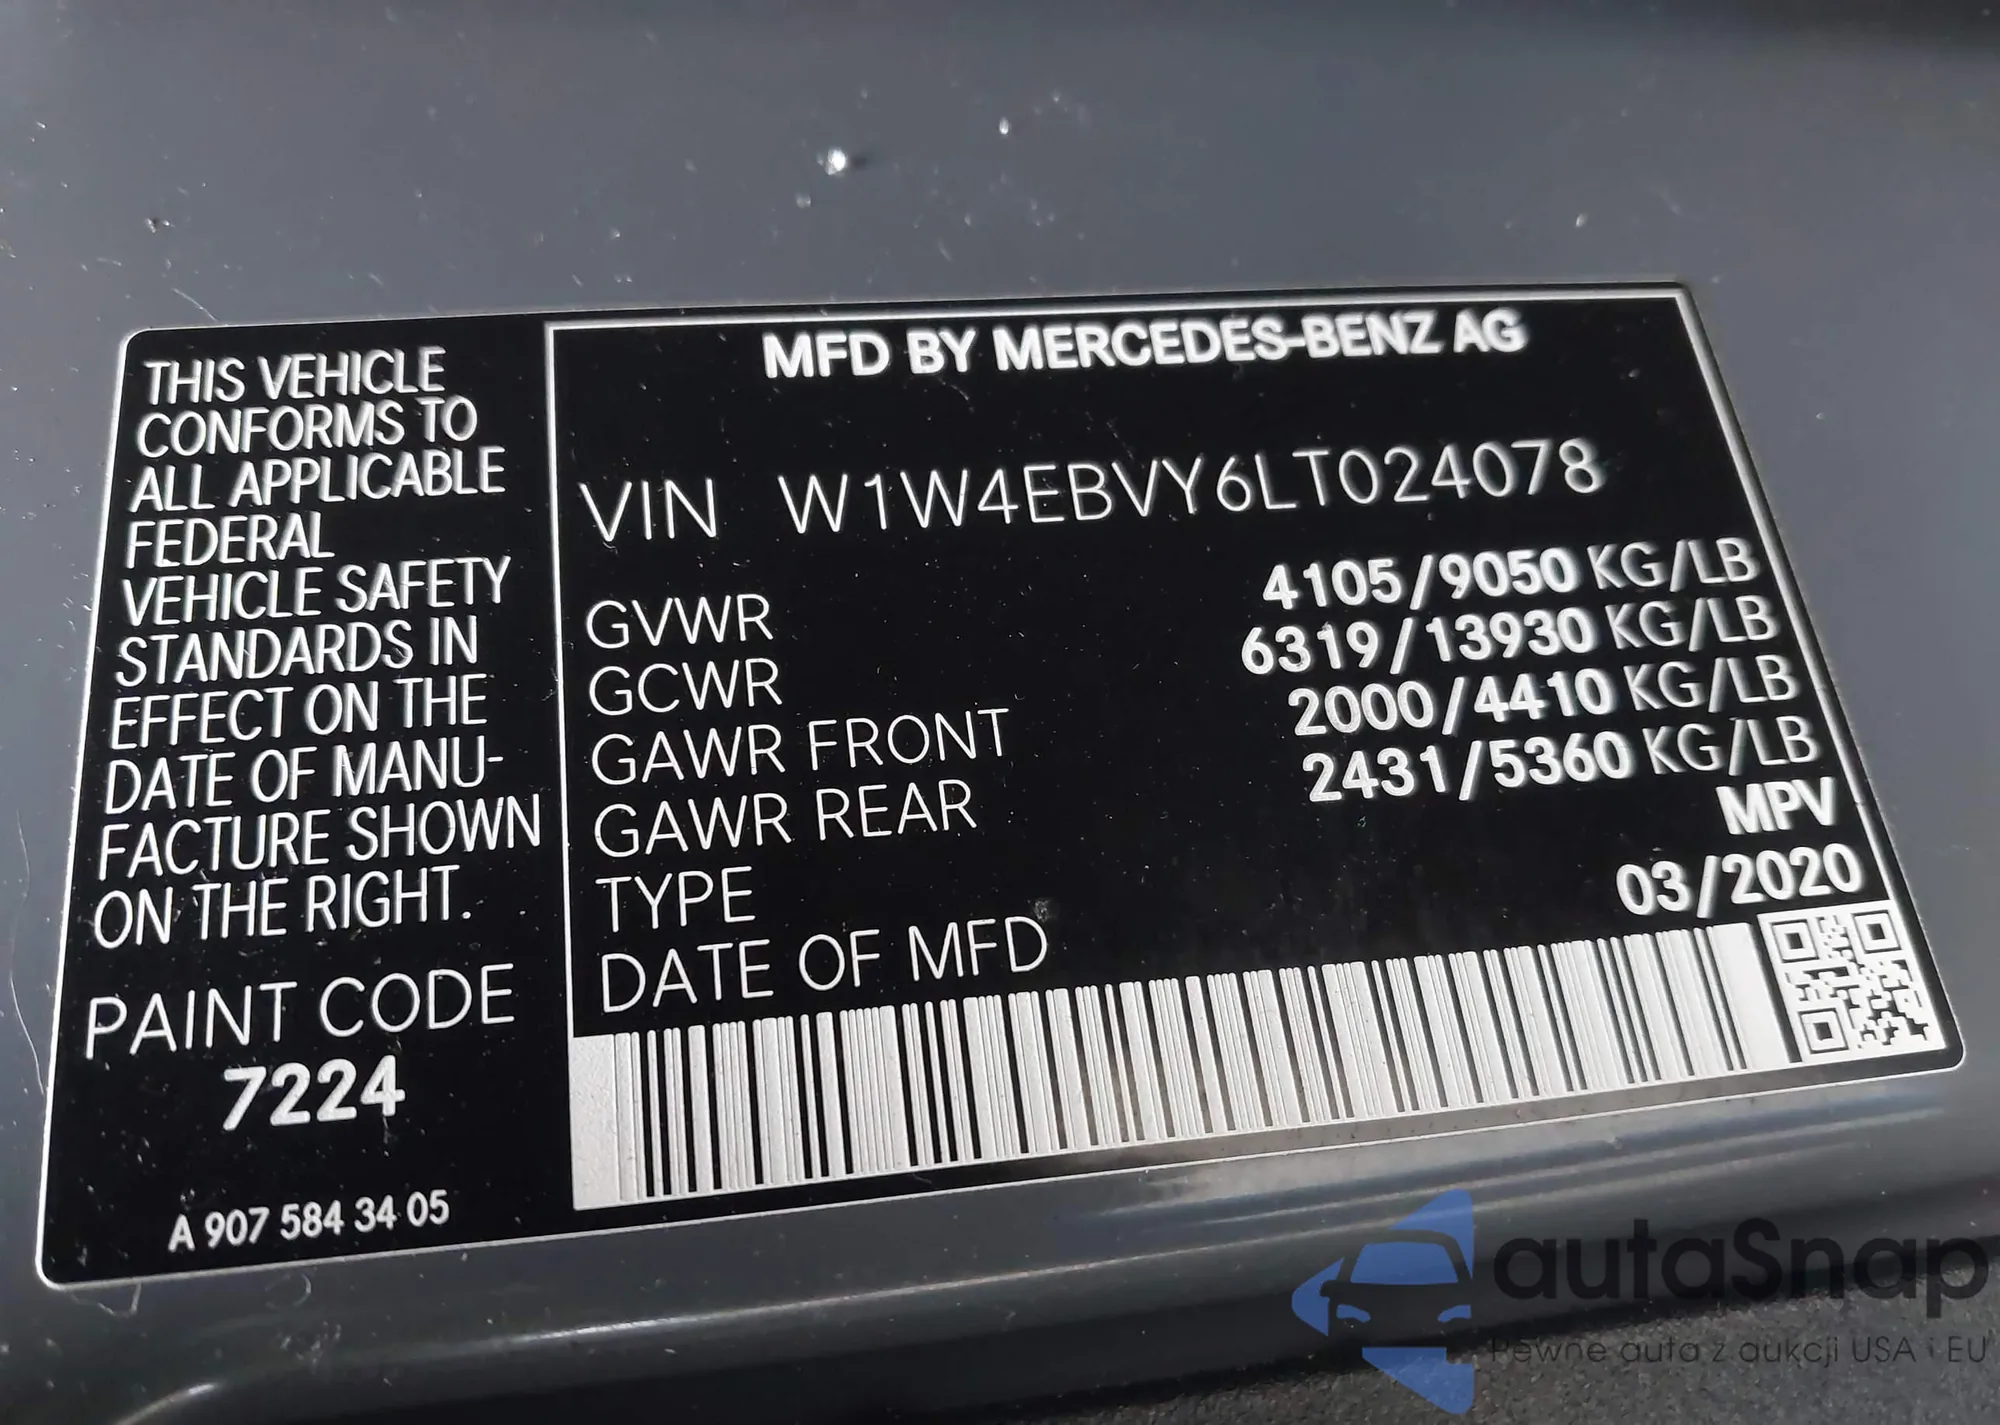 THIS VEHICLE
CONFORMS TO
ALL APPLICABLE
FEDERAL
VEHICLE SAFETY
STANDARDS IN
EFFECT ON THE
DATE OF MANU-
FACTURE SHOWN
ON THE RIGHT.
PAINT CODE
7224
A 907 584 34 05
MFD BY MERCEDES-BENZ AG
VIN W1W4EBVY6LT024078
GVWR 4105/9050 KG/LB
GCWR 6319/13930 KG/LB
GAWR FRONT 2000/4410 KG/LB
GAWR REAR 2431/5360 KG/LB
TYPE MPV
DATE OF MFD 03/2020
autaSnap
Pewne auta z aukcji USA i EU